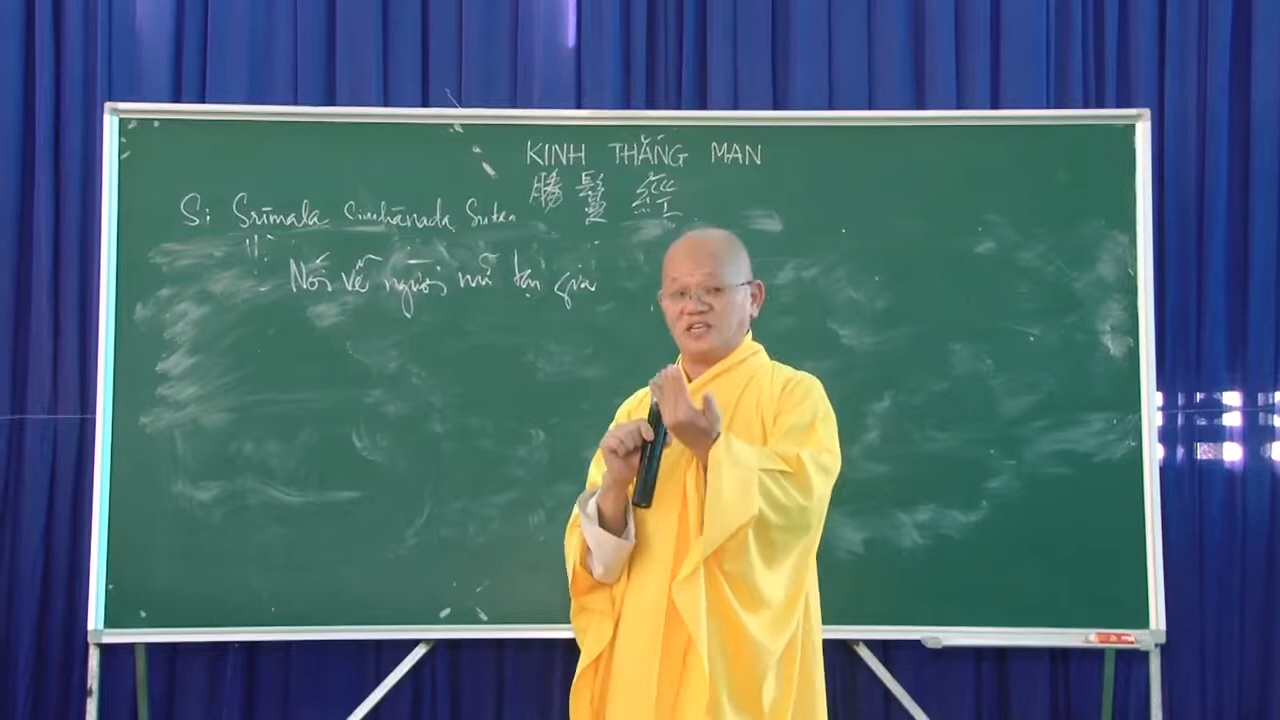 KINH THẮNG MAN
勝鬘 經
S: Srīmala Simhānada Sutra
Nói về người nữ tại gia